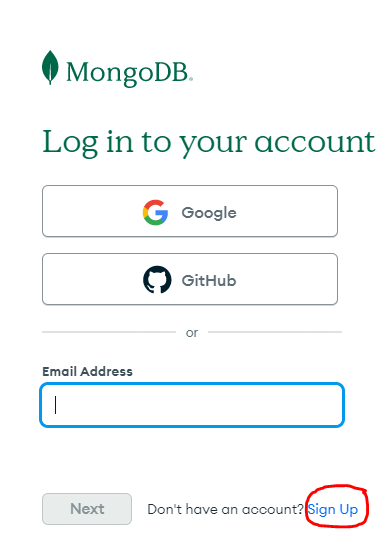 MongoDB.
Log in to your account
Google
GitHub
or
Email Address
Next
Don't have an account? Sign Up